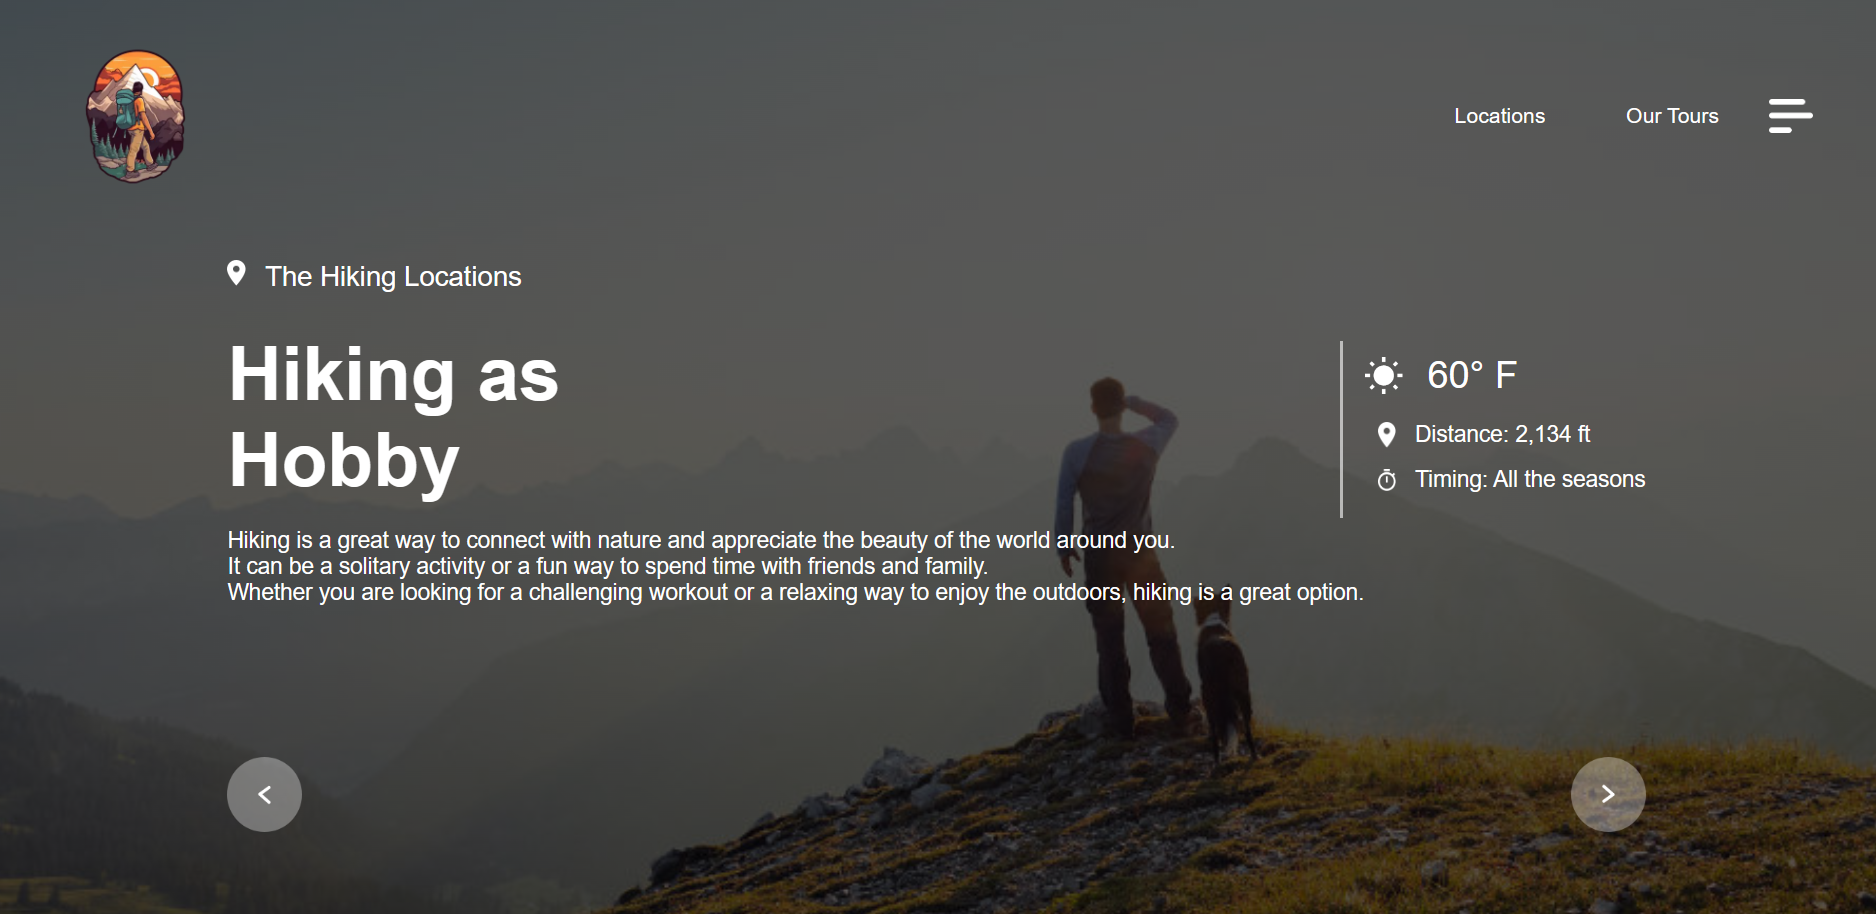 Locations
Our Tours
The Hiking Locations
Hiking as
Hobby
60° F
Distance: 2,134 ft
Timing: All the seasons
Hiking is a great way to connect with nature and appreciate the beauty of the world around you.
It can be a solitary activity or a fun way to spend time with friends and family.
Whether you are looking for a challenging workout or a relaxing way to enjoy the outdoors, hiking is a great option.